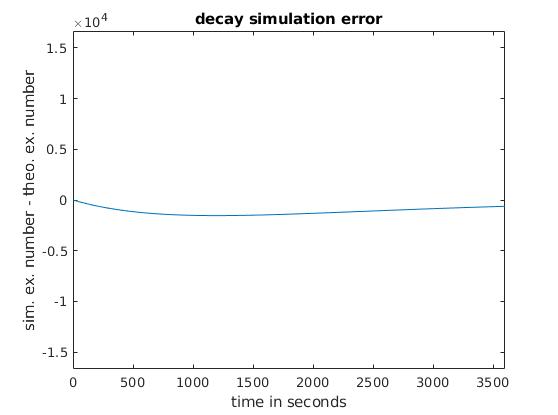 decay simulation error
×10^4
1.5
1
0.5
0
-0.5
-1
-1.5
sim. ex. number - theo. ex. number
0 500 1000 1500 2000 2500 3000 3500
time in seconds